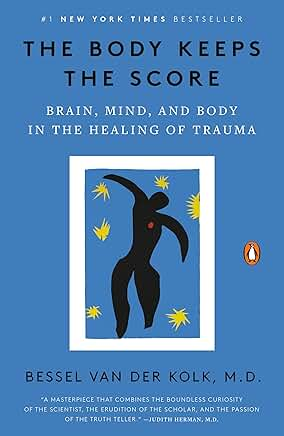 #1 NEW YORK TIMES BESTSELLER
THE BODY KEEPS
THE SCORE
BRAIN, MIND, AND BODY
IN THE HEALING OF TRAUMA
BESSEL VAN DER KOLK, M.D.
"A MASTERPIECE THAT COMBINES THE BOUNDLESS CURIOSITY
OF THE SCIENTIST, THE ERUDITION OF THE SCHOLAR, AND THE PASSION
OF THE TRUTH TELLER." —JUDITH HERMAN, M.D.